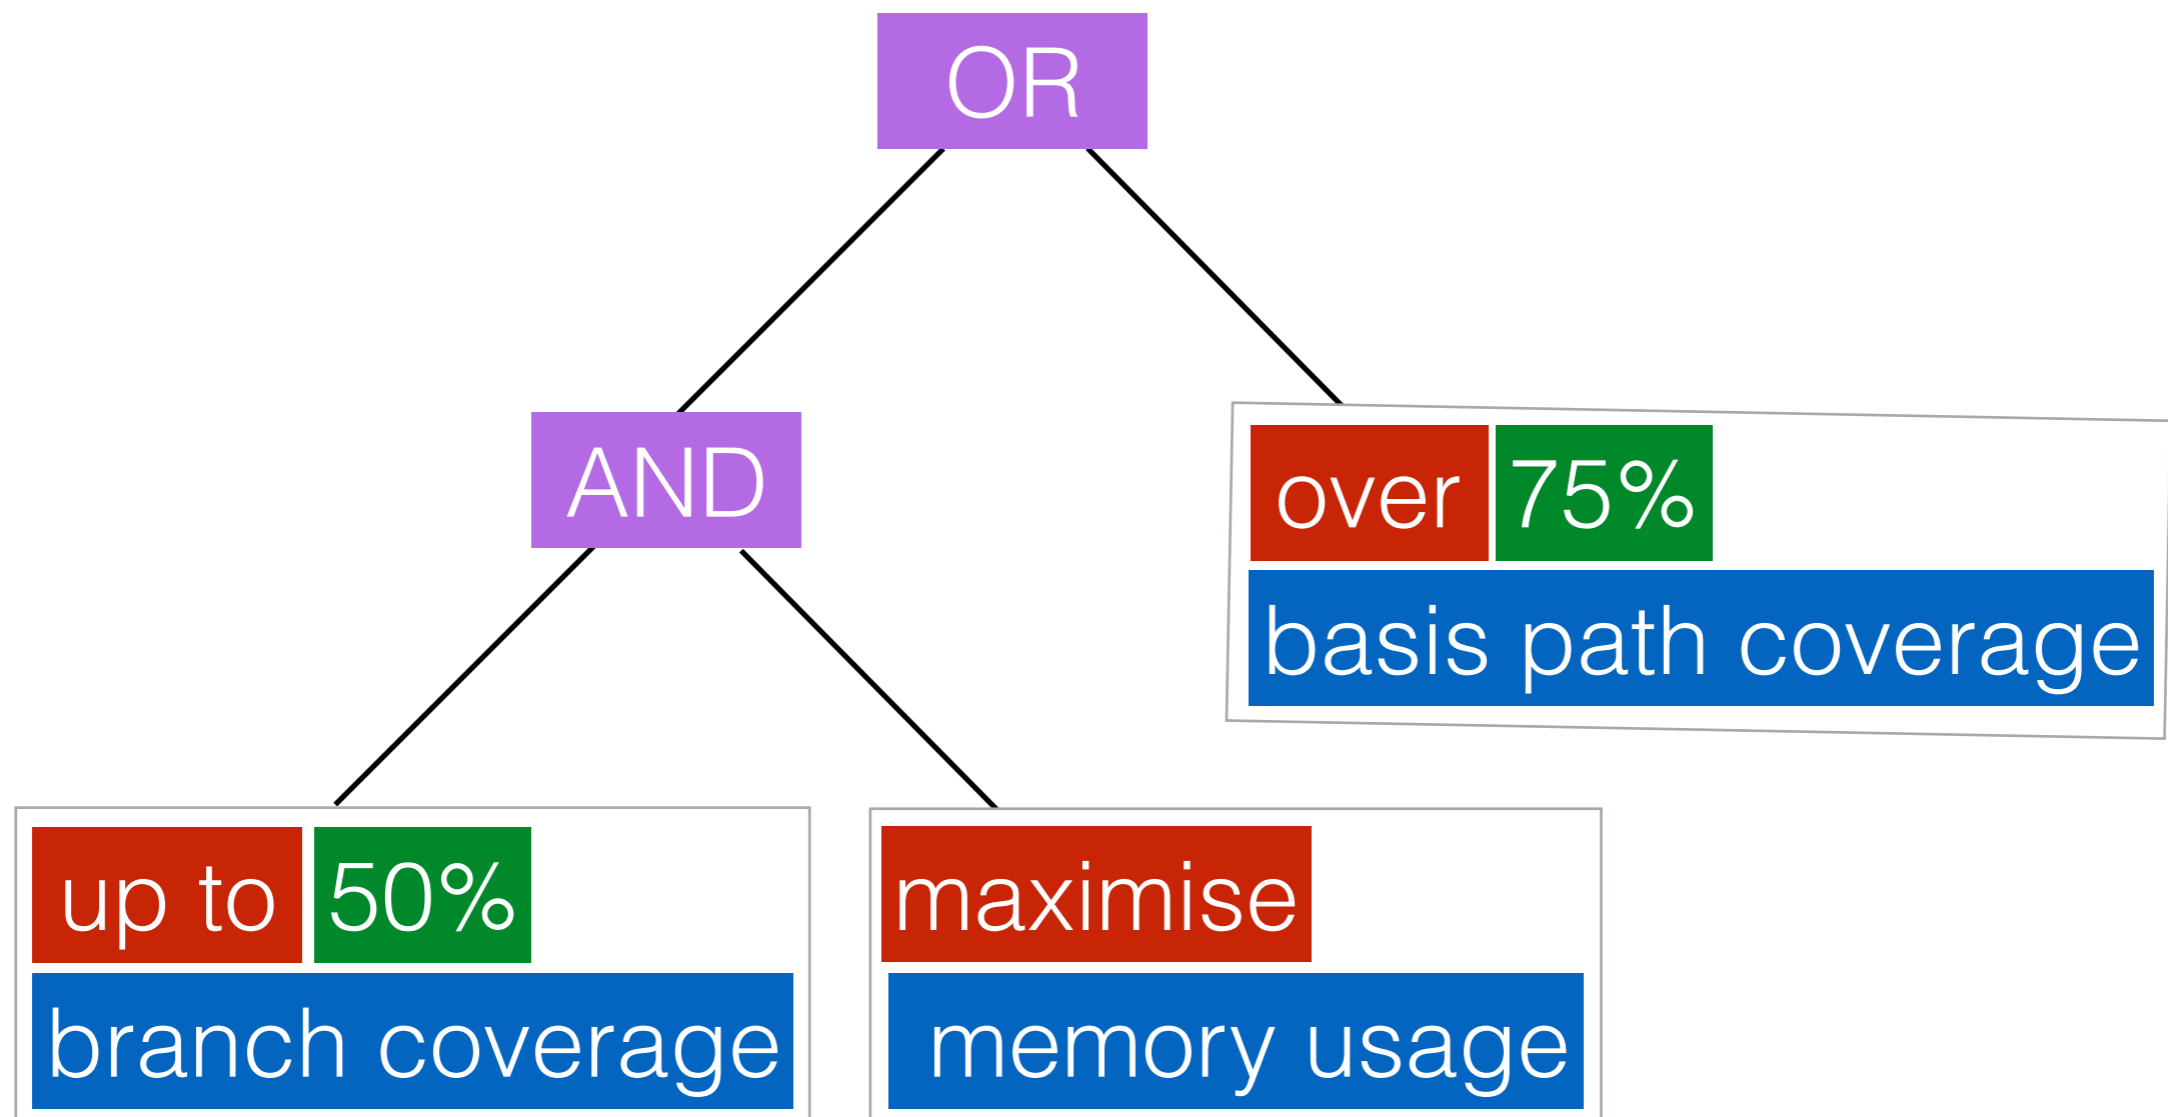 OR
AND
over 75%
basis path coverage
up to 50%
branch coverage
maximise
memory usage